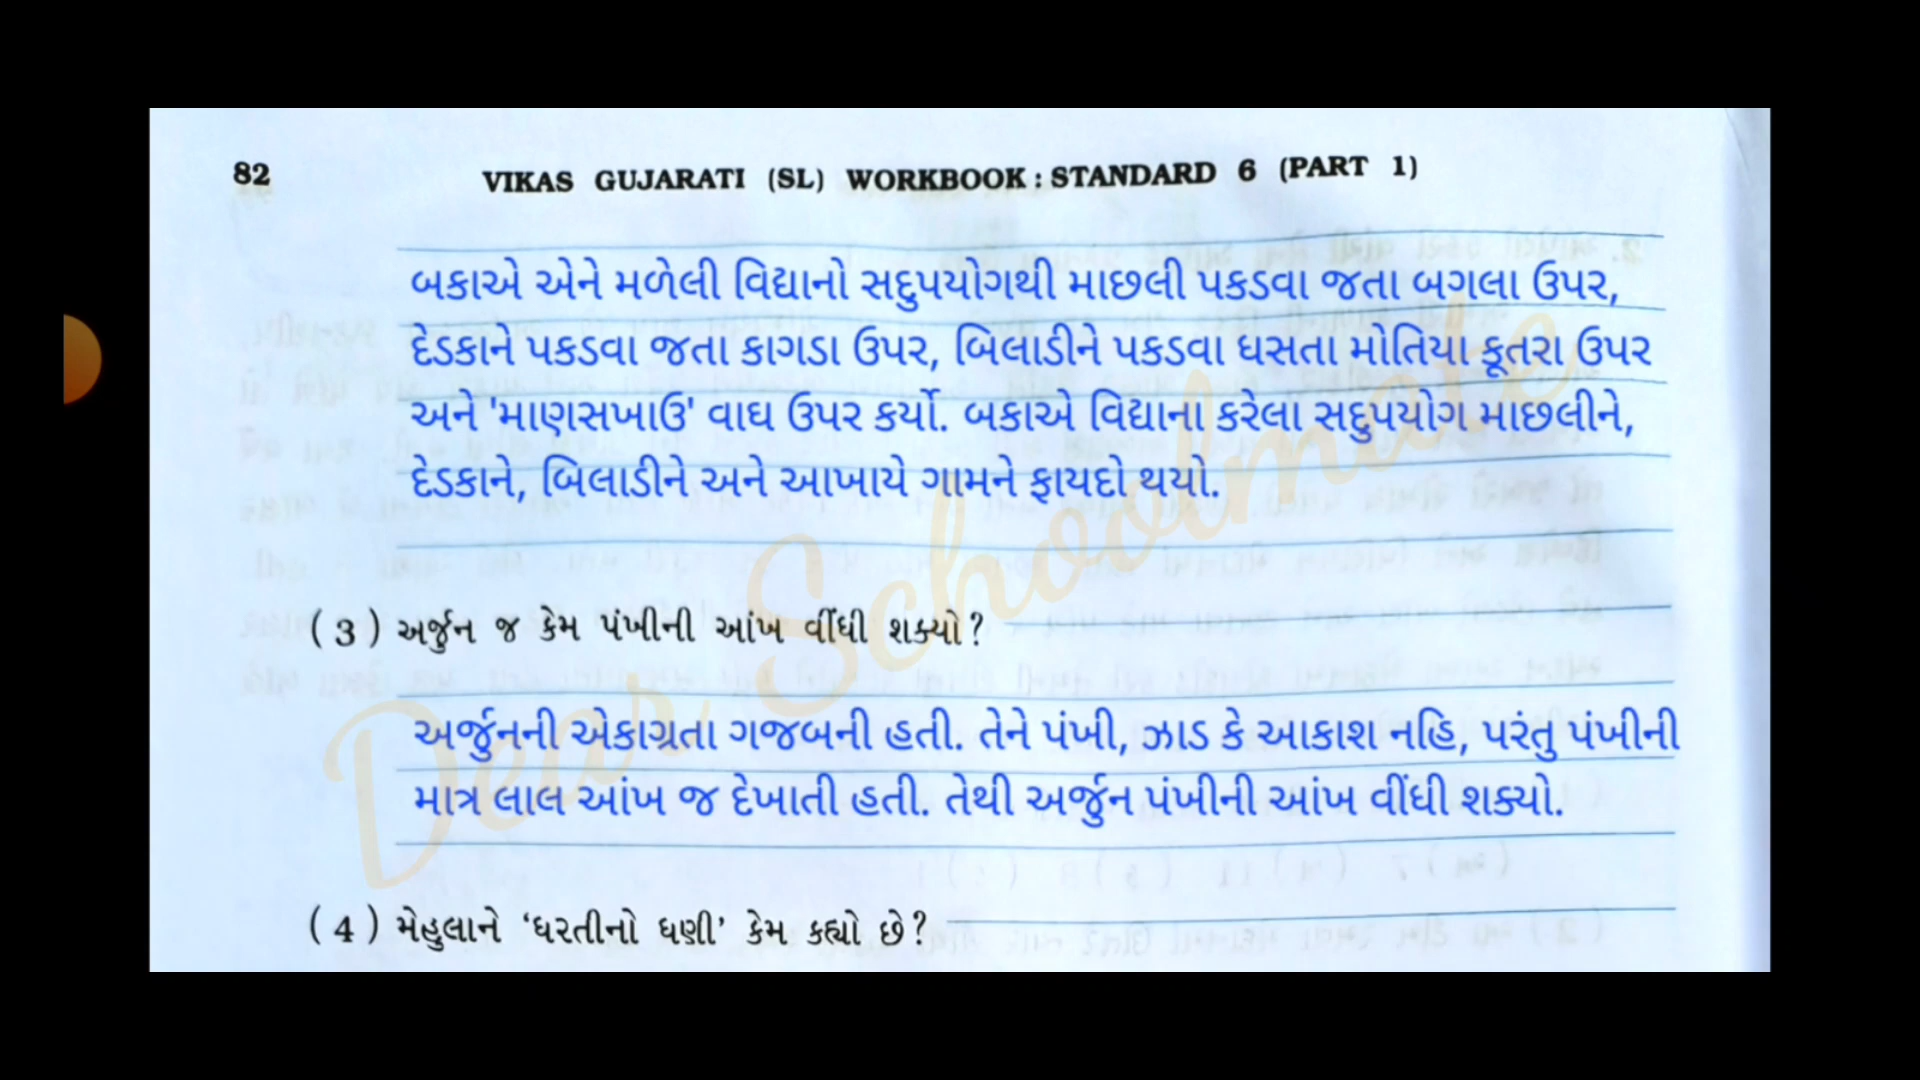 82 VIKAS GUJARATI (SL) WORKBOOK : STANDARD 6 (PART 1)
બકાએ એને મળેલી વિદ્યાનો સદુપયોગથી માછલી પકડવા જતા બગલા ઉપર,
દેડકાને પકડવા જતા કાગડા ઉપર, બિલાડીને પકડવા ધસતા મોતિયા કૂતરા ઉપર
અને 'માણસખાઉ' વાઘ ઉપર કર્યો. બકાએ વિદ્યાના કરેલા સદુપયોગ માછલીને,
દેડકાને, બિલાડીને અને આખાયે ગામને ફાયદો થયો.
( 3 ) અર્જુન જ કેમ પંખીની આંખ વીંધી શક્યો?
અર્જુનની એકાગ્રતા ગજબની હતી. તેને પંખી, ઝાડ કે આકાશ નહિ, પરંતુ પંખીની
માત્ર લાલ આંખ જ દેખાતી હતી. તેથી અર્જુન પંખીની આંખ વીંધી શક્યો.
( 4 ) મેહુલાને ‘ધરતીનો ધણી’ કેમ કહ્યો છે?
Dear Schoolmate